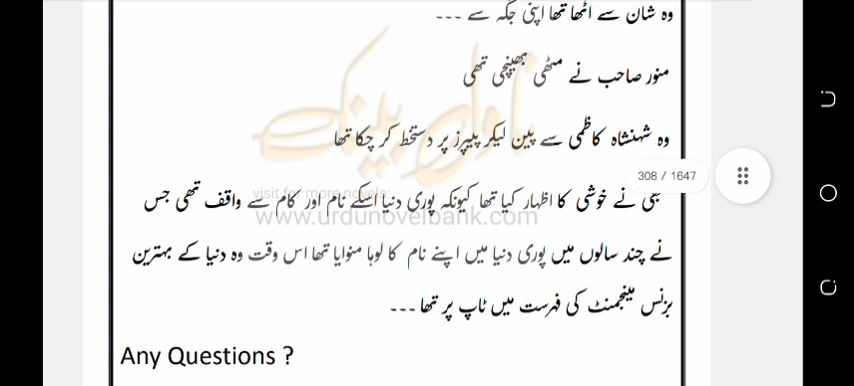 وہ شان سے اٹھا تھا اپنی جگہ سے ---
منور صاحب نے مٹھی بھینچی تھی
وہ شہنشاہ کاظمی سے پین لیکر پیپرز پر دستخط کر چکا تھا
308 / 1647
سبھی نے خوشی کا اظہار کیا تھا کیونکہ پوری دنیا اسکے نام اور کام سے واقف تھی جس
visit for more novels:
www.urdunovelbank.com
نے چند سالوں میں پوری دنیا میں اپنے نام کا لوہا منوایا تھا اس وقت وہ دنیا کے بہترین
بزنس مینجمنٹ کی فہرست میں ٹاپ پر تھا ---
Any Questions ?